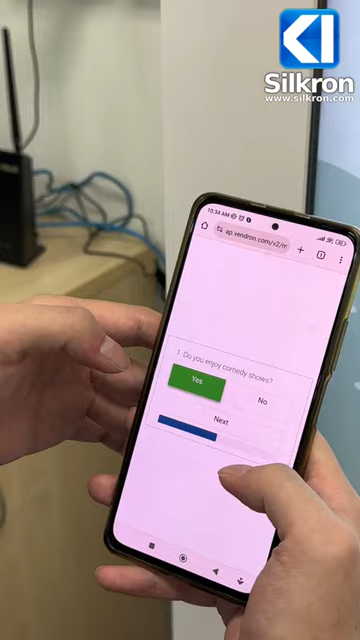 Silkron
www.silkron.com
10:34 AM
ap.vendron.com/v2/m
1 Do you enjoy comedy shows?
Yes
No
Next